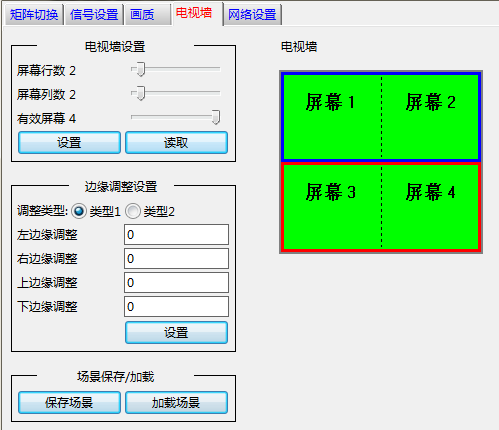 矩阵切换 信号设置 画质 电视墙 网络设置
电视墙设置
屏幕行数 2
屏幕列数 2
有效屏幕 4
设置 读取
边缘调整设置
调整类型: 类型1 类型2
左边缘调整 0
右边缘调整 0
上边缘调整 0
下边缘调整 0
设置
场景保存/加载
保存场景 加载场景
电视墙
屏幕 1 屏幕 2
屏幕 3 屏幕 4